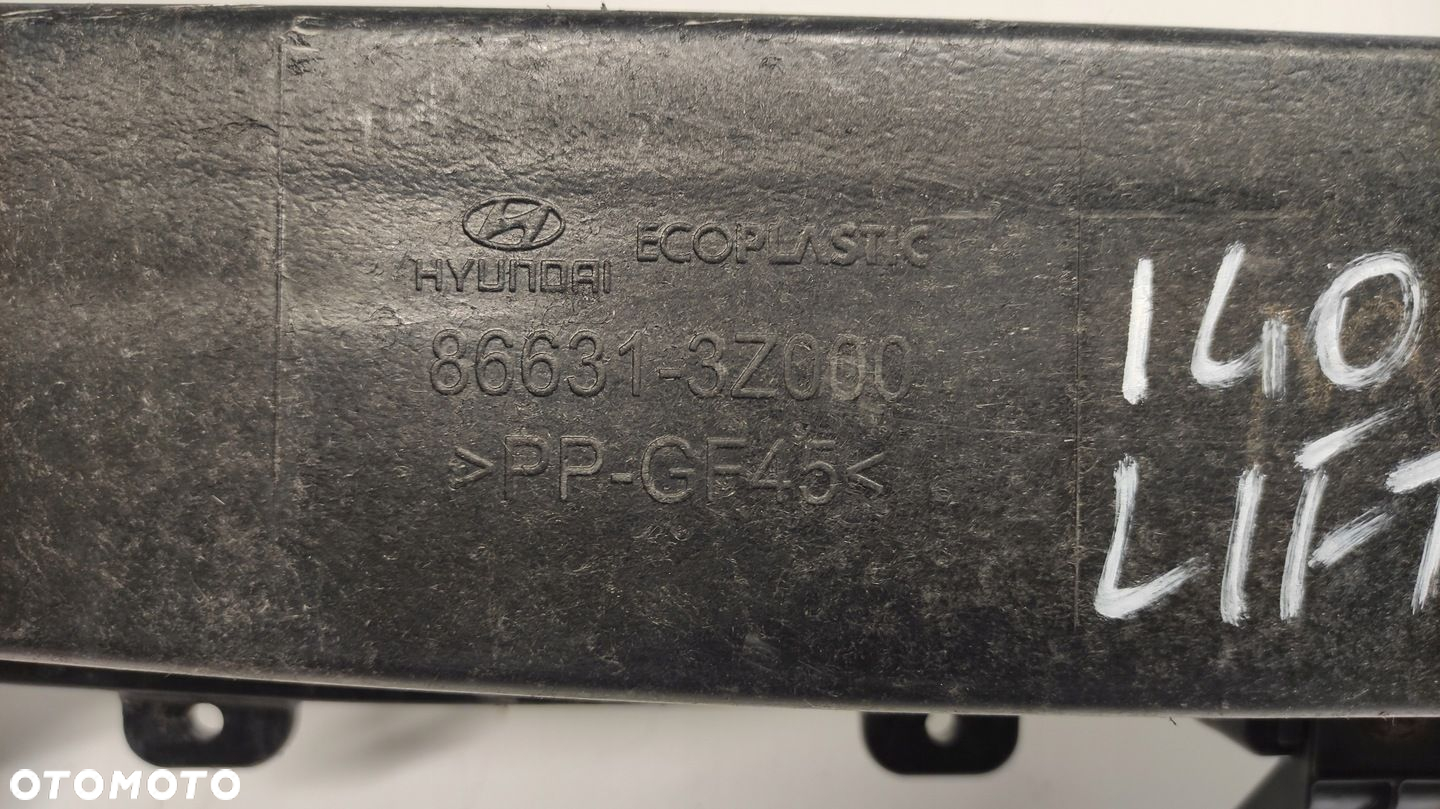 HYUNDAI
ECOPLASTIC
86631-3Z000
>PP-GF45<
I40
LIFT
OTOMOTO